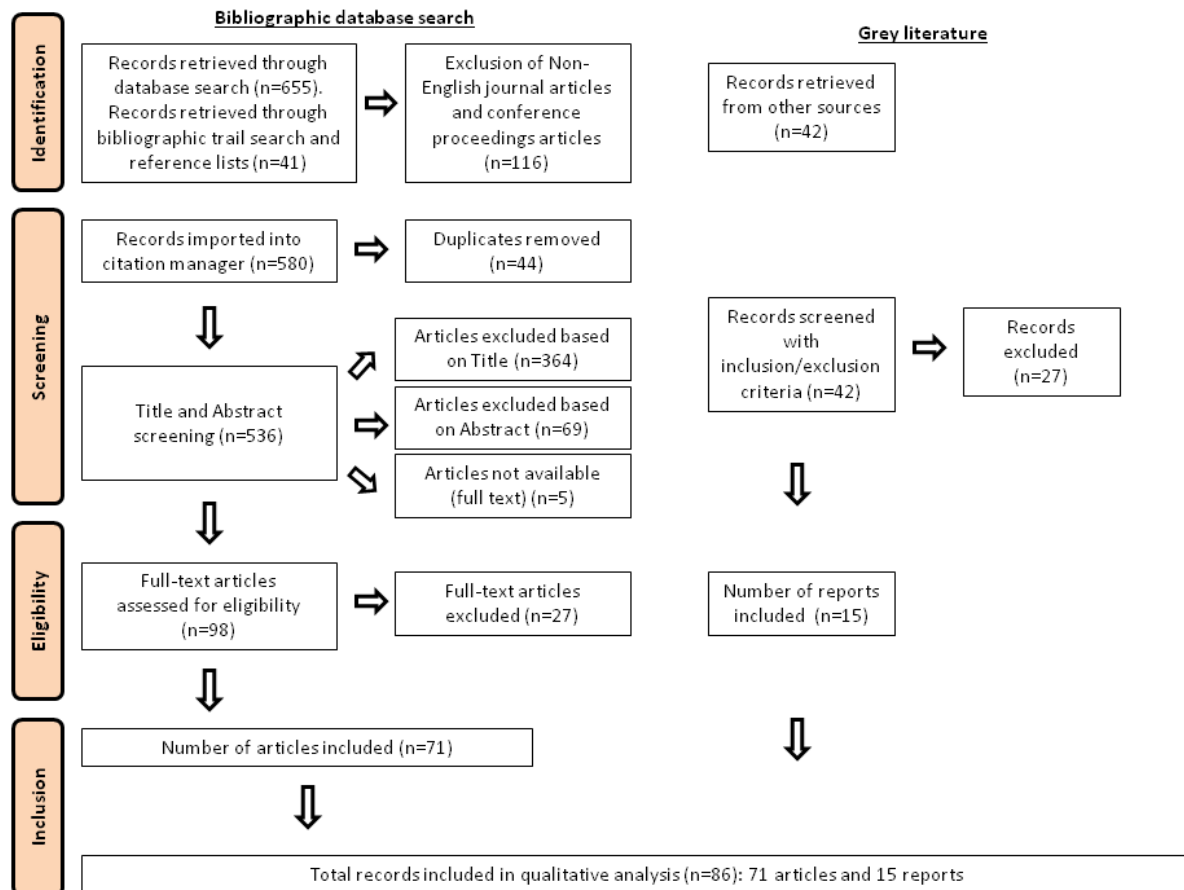 Bibliographic database search
Grey literature
Identification
Records retrieved through
database search (n=655).
Records retrieved through
bibliographic trail search and
reference lists (n=41)
Exclusion of Non-
English journal articles
and conference
proceedings articles
(n=116)
Records retrieved
from other sources
(n=42)
Screening
Records imported into
citation manager (n=580)
Duplicates removed
(n=44)
Title and Abstract
screening (n=536)
Articles excluded based
on Title (n=364)
Articles excluded based
on Abstract (n=69)
Articles not available
(full text) (n=5)
Records screened
with
inclusion/exclusion
criteria (n=42)
Records
excluded
(n=27)
Eligibility
Full-text articles
assessed for eligibility
(n=98)
Full-text articles
excluded (n=27)
Number of reports
included (n=15)
Inclusion
Number of articles included (n=71)
Total records included in qualitative analysis (n=86): 71 articles and 15 reports